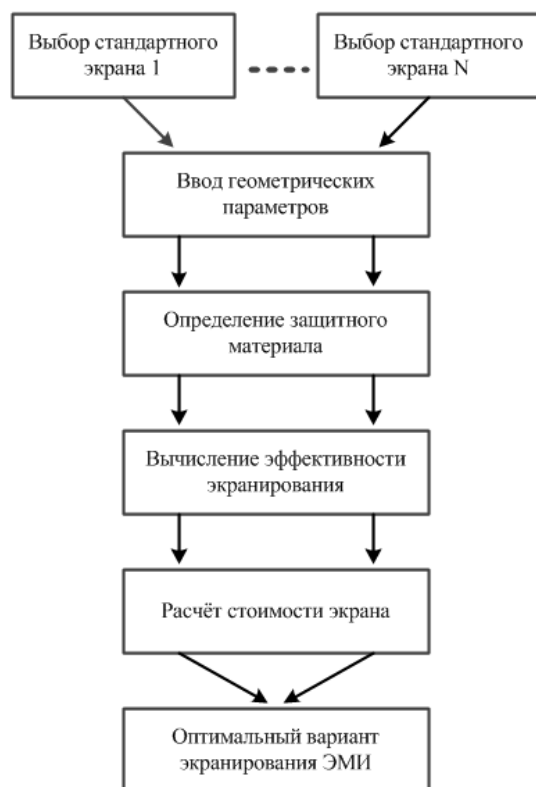 Выбор стандартного
экрана 1
Выбор стандартного
экрана N
Ввод геометрических
параметров
Определение защитного
материала
Вычисление эффективности
экранирования
Расчёт стоимости экрана
Оптимальный вариант
экранирования ЭМИ